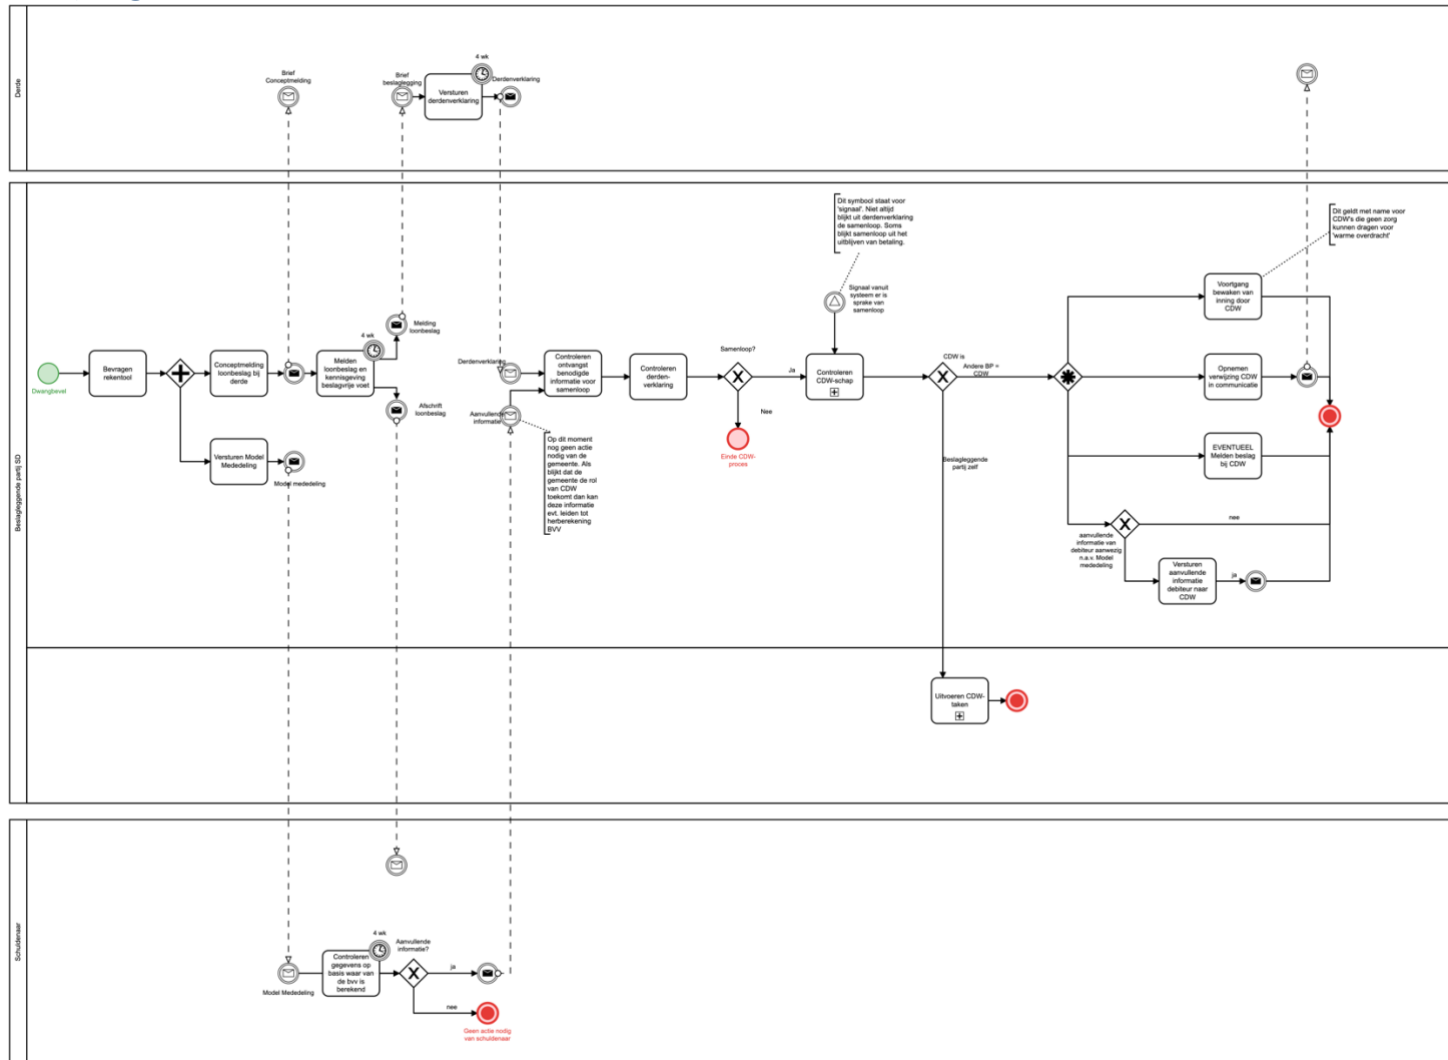 Derde
Brief
Conceptmelding
Brief
beslaglegging
4 wk
Versturen
derdenverklaring
Derdenverklaring
Beslagleggende partij SD
Dwangbevel
Bevragen
rekentool
Conceptmelding
loonbeslag bij
derde
4 wk
Melden
loonbeslag en
kennisgeving
beslagvrije voet
Melding
loonbeslag
Afschrift
loonbeslag
Versturen Model
Mededeling
Model mededeling
Derdenverklaring
Aanvullende
informatie
Op dit moment
nog geen actie
nodig van de
gemeente. Als
blijkt dat de
gemeente de rol
van CDW
toekomt dan kan
deze informatie
evt. leiden tot
herberekening
BVV
Controleren
ontvangst
benodigde
informatie voor
samenloop
Controleren
derden-
verklaring
Samenloop?
Ja
Nee
Einde CDW-
proces
Dit symbool staat voor
'signaal'. Niet altijd
blijkt uit derdenverklaring
de samenloop. Soms
blijkt samenloop uit het
uitblijven van betaling.
Signaal vanuit
systeem er is
sprake van
samenloop
Controleren
CDW-schap
CDW is
Andere BP =
CDW
Beslagleggende
partij zelf
Uitvoeren CDW-
taken
Dit geldt met name voor
CDW's die geen zorg
kunnen dragen voor
'warme overdracht'
Voortgang
bewaken van
inning door
CDW
Opnemen
verwijzing CDW
in communicatie
EVENTUEEL
Melden beslag
bij CDW
nee
aanvullende
informatie van
debiteur aanwezig
n.a.v. Model
mededeling
Versturen
aanvullende
informatie
debiteur naar
CDW
ja
Schuldenaar
Model Mededeling
4 wk
Controleren
gegevens op
basis waar van
de bvv is
berekend
Aanvullende
informatie?
ja
nee
Geen actie nodig
van schuldenaar